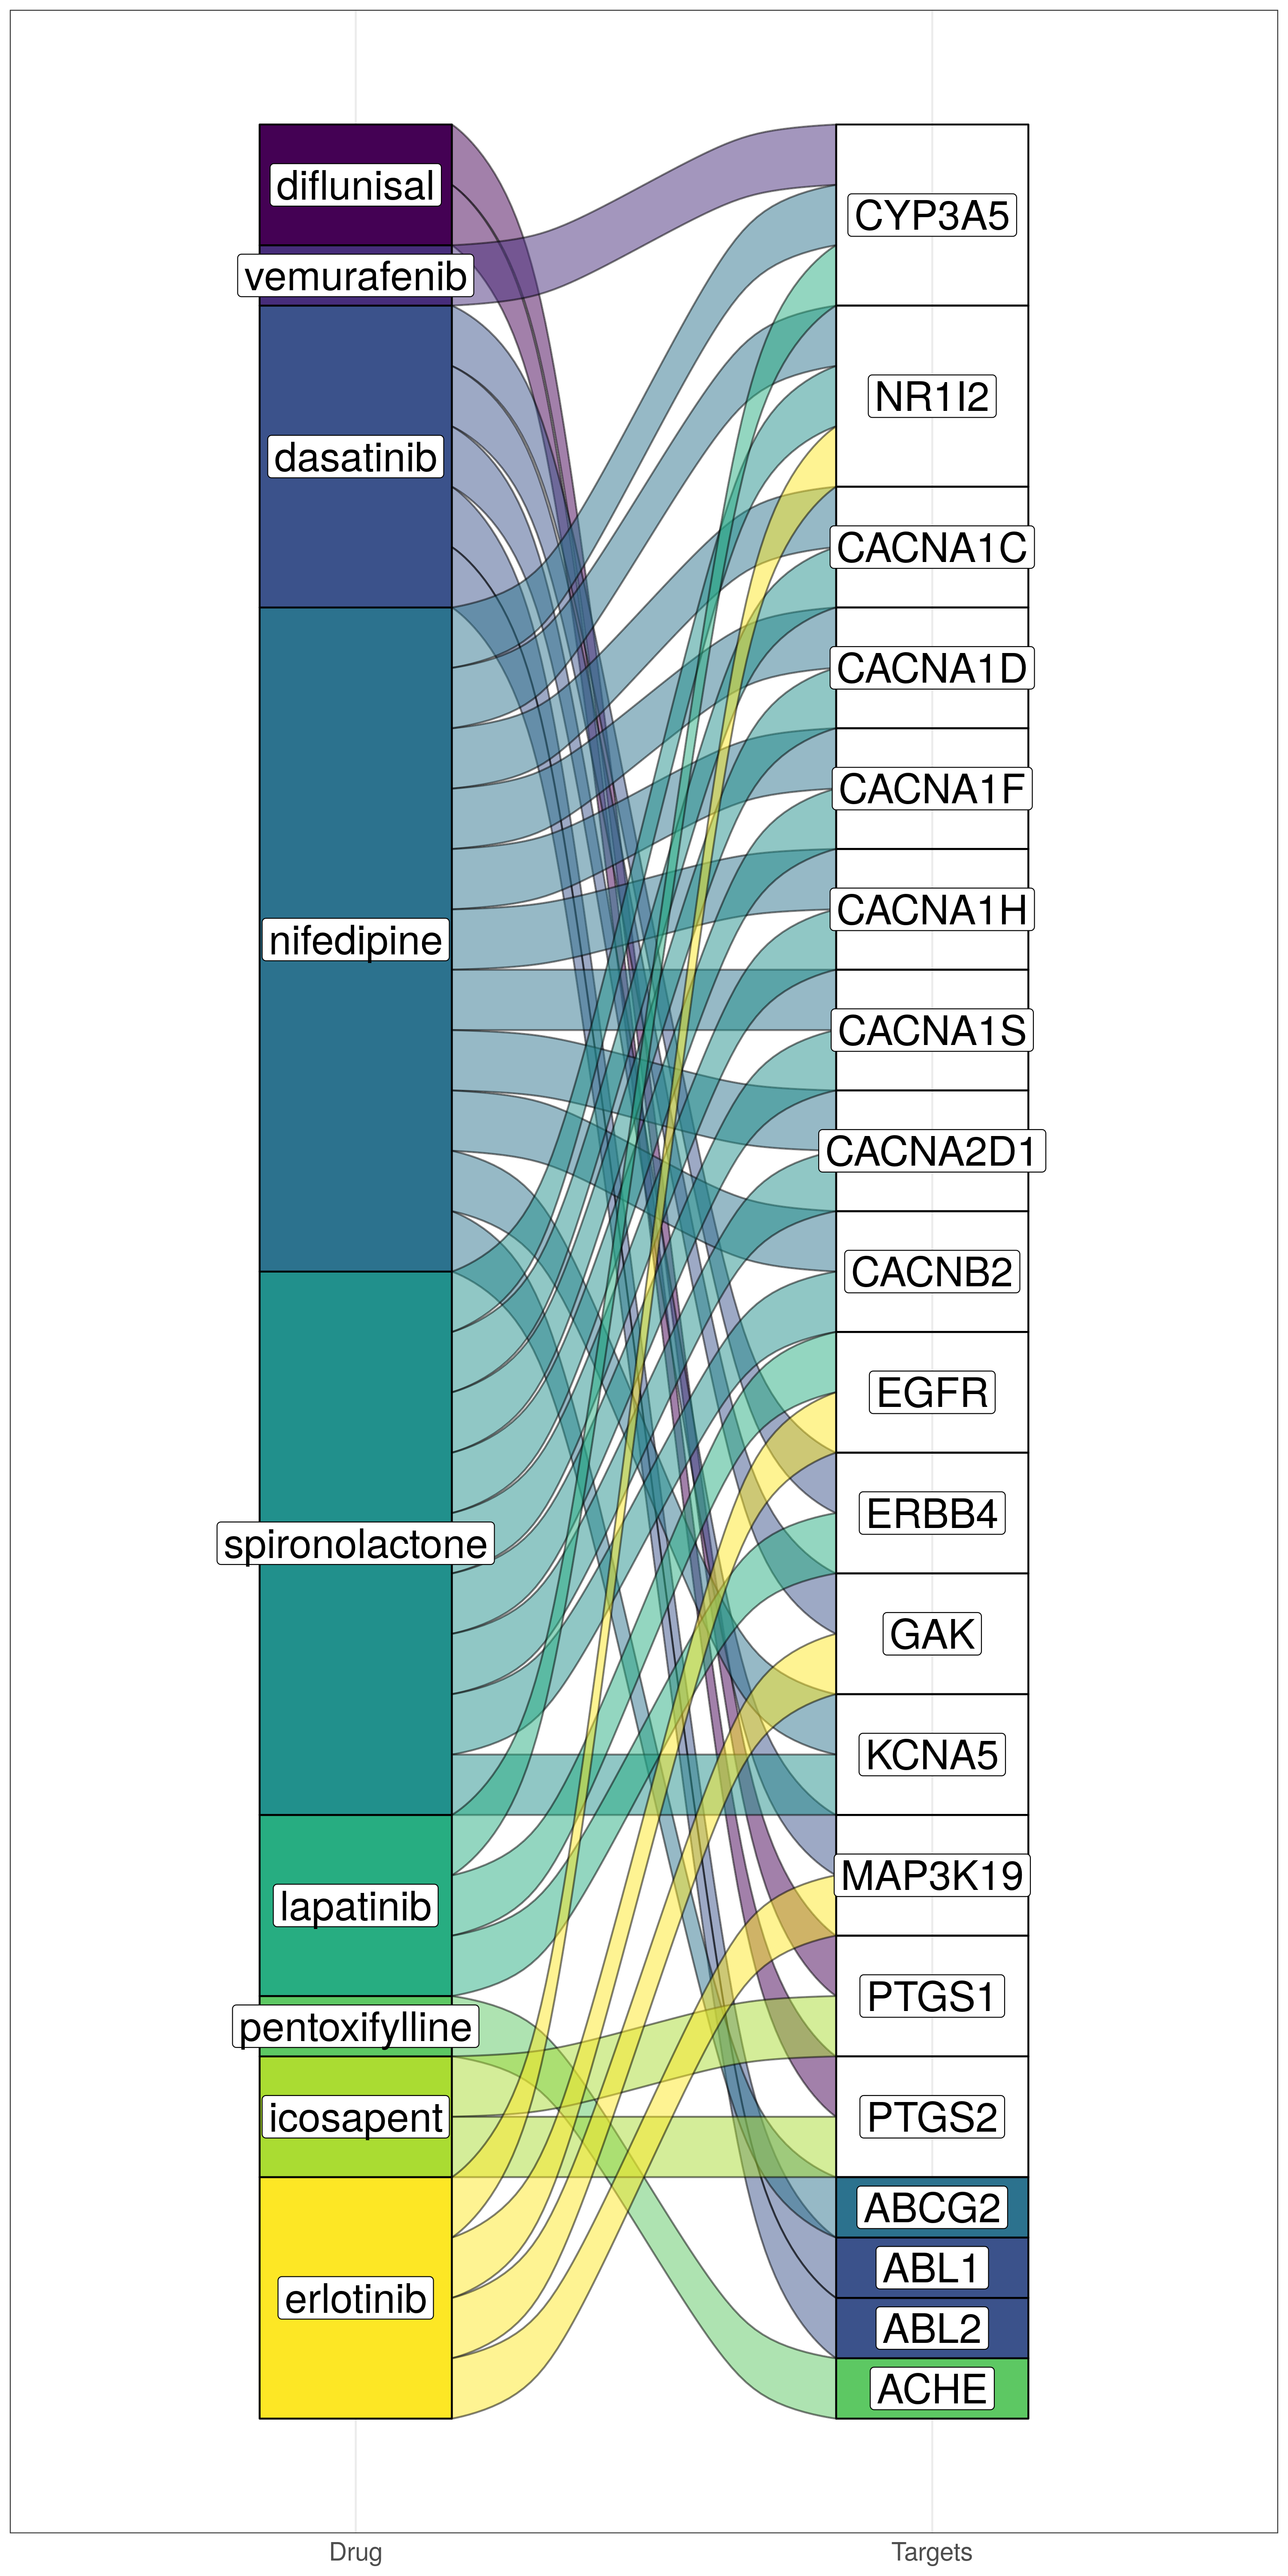 diflunisal
vemurafenib
dasatinib
nifedipine
spironolactone
lapatinib
pentoxifylline
icosapent
erlotinib
CYP3A5
NR1I2
CACNA1C
CACNA1D
CACNA1F
CACNA1H
CACNA1S
CACNA2D1
CACNB2
EGFR
ERBB4
GAK
KCNA5
MAP3K19
PTGS1
PTGS2
ABCG2
ABL1
ABL2
ACHE
Drug
Targets